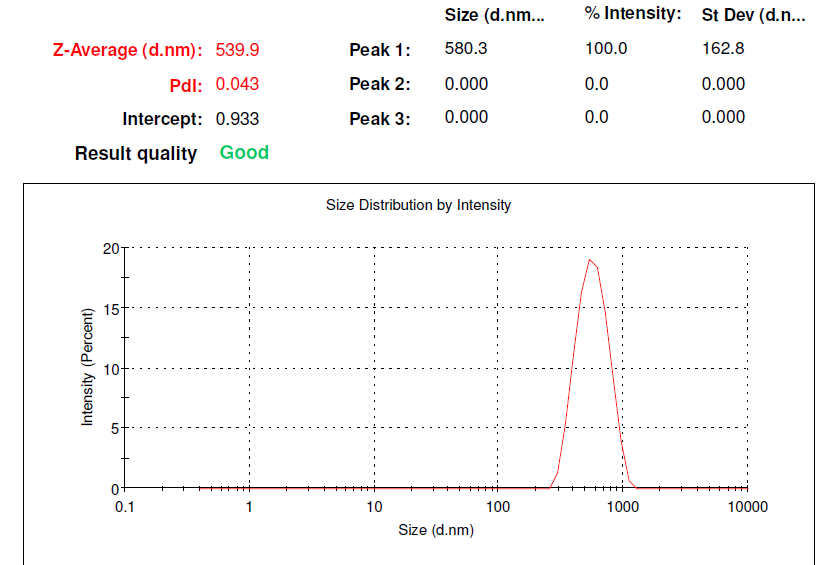 Size (d.nm... % Intensity: St Dev (d.n...
Z-Average (d.nm): 539.9 Peak 1: 580.3 100.0 162.8
PdI: 0.043 Peak 2: 0.000 0.0 0.000
Intercept: 0.933 Peak 3: 0.000 0.0 0.000
Result quality Good
Size Distribution by Intensity
20
15
10
5
0
Intensity (Percent)
0.1 1 10 100 1000 10000
Size (d.nm)